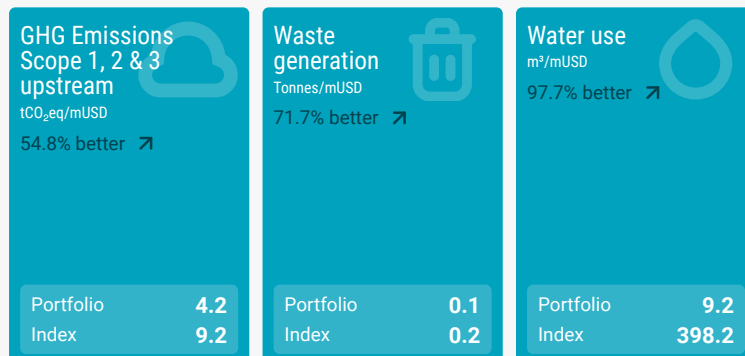 GHG Emissions
Scope 1, 2 & 3
upstream
tCO₂eq/mUSD
54.8% better
Portfolio 4.2
Index 9.2
Waste
generation
Tonnes/mUSD
71.7% better
Portfolio 0.1
Index 0.2
Water use
m³/mUSD
97.7% better
Portfolio 9.2
Index 398.2